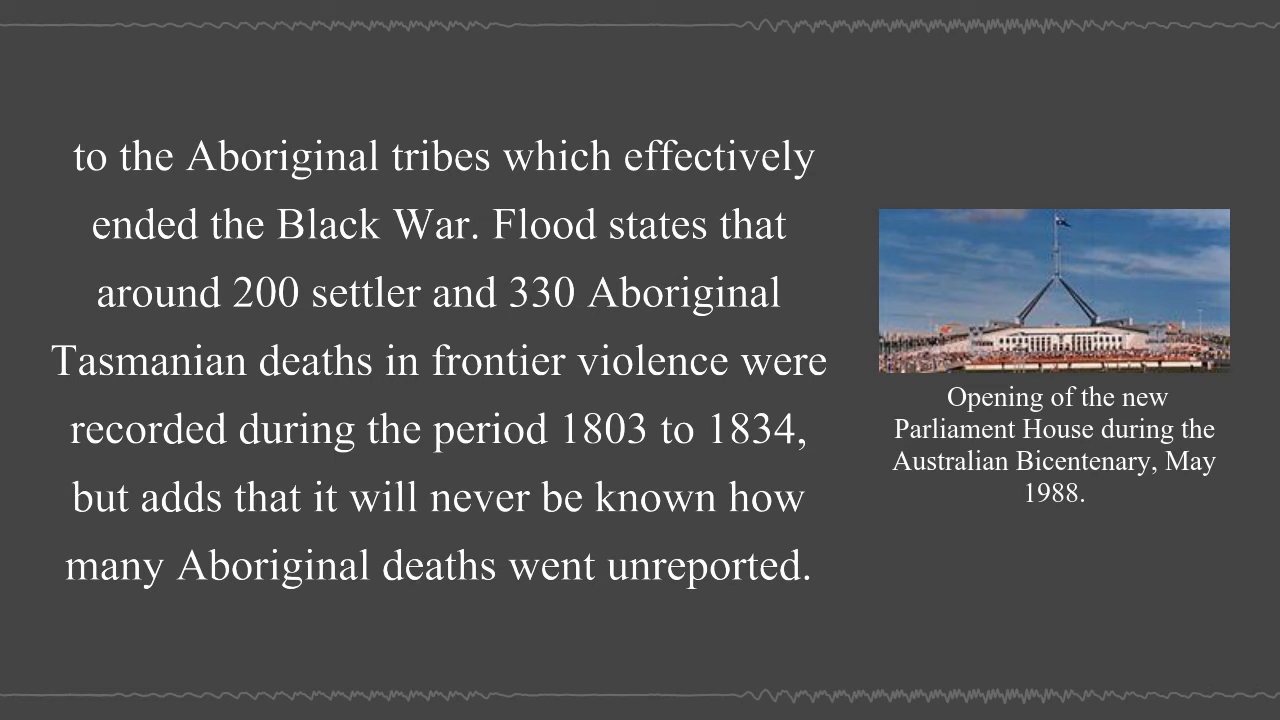 to the Aboriginal tribes which effectively
ended the Black War. Flood states that
around 200 settler and 330 Aboriginal
Tasmanian deaths in frontier violence were
recorded during the period 1803 to 1834,
but adds that it will never be known how
many Aboriginal deaths went unreported.
Opening of the new
Parliament House during the
Australian Bicentenary, May
1988.